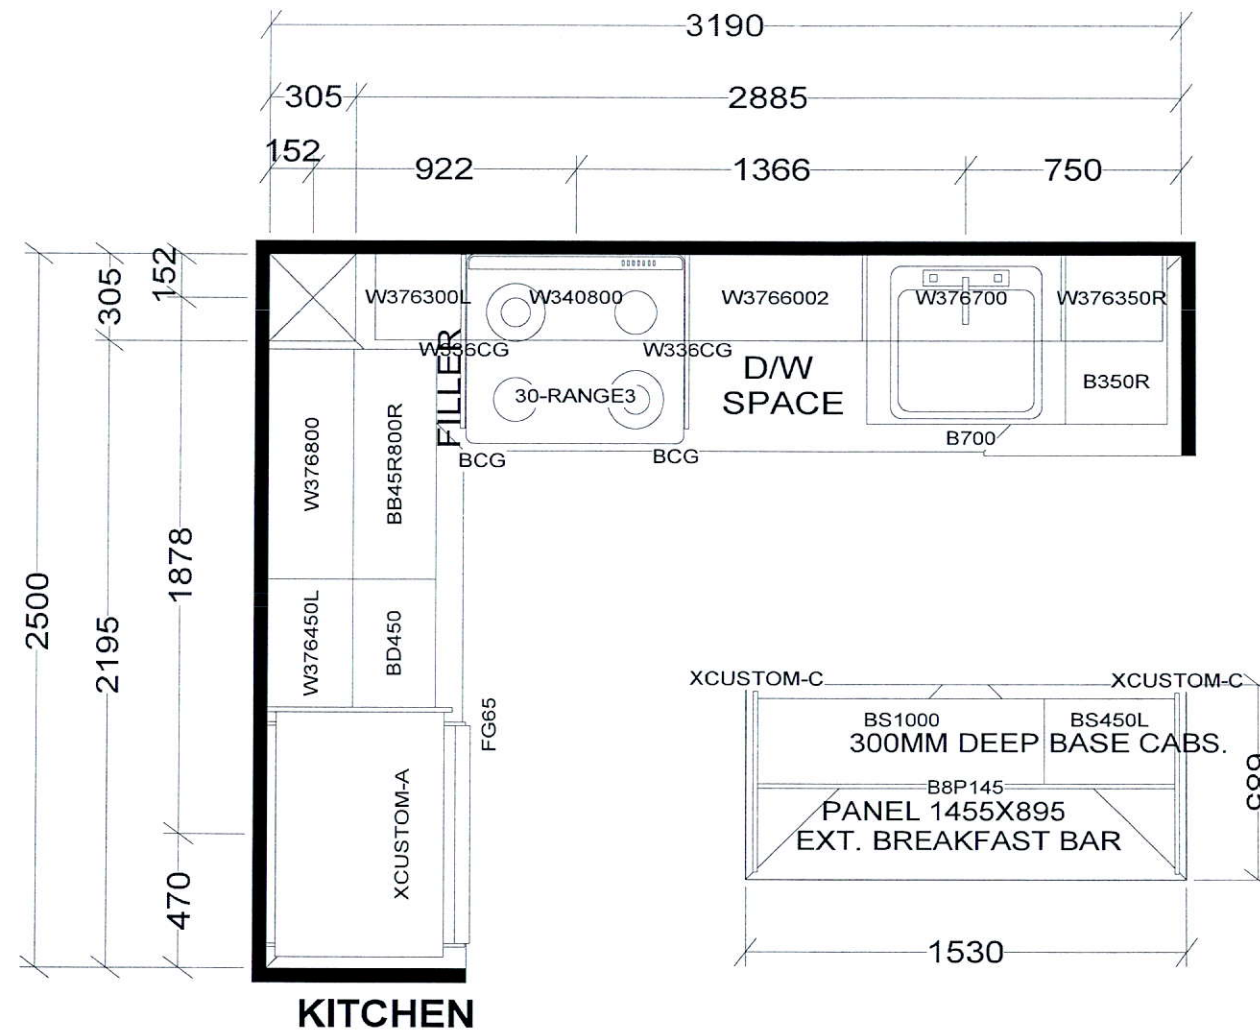 3190
305
2885
152
922
1366
750
152
305
W376300L
W340800
W3766002
W376700
W376350R
W336CG
W336CG
FILLER
D/W
SPACE
30-RANGE3
B350R
B700
BCG
BCG
W376800
BB45R800R
1878
2500
2195
W376450L
BD450
XCUSTOM-C
XCUSTOM-C
FG65
BS1000
BS450L
300MM DEEP BASE CABS.
B8P145
PANEL 1455X895
EXT. BREAKFAST BAR
XCUSTOM-A
470
1530
KITCHEN